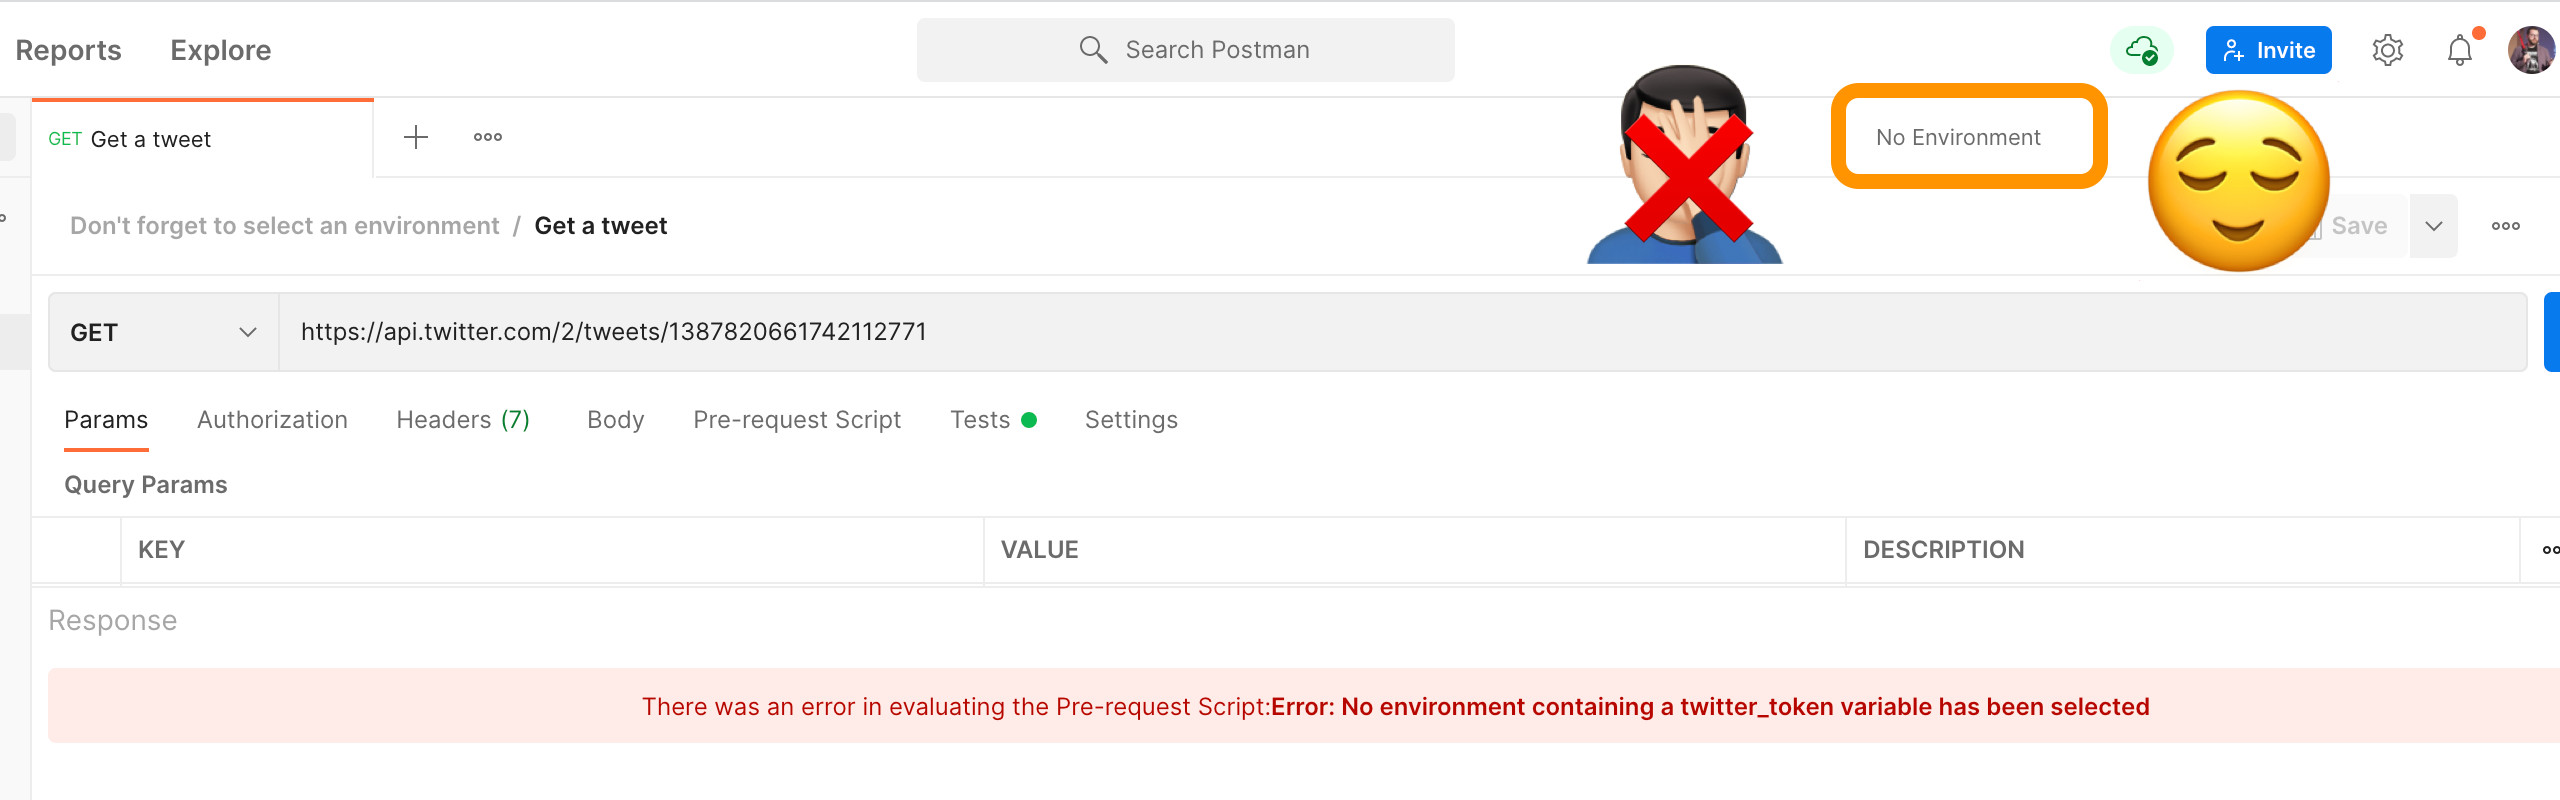 Reports Explore Search Postman Invite
GET Get a tweet No Environment
Don't forget to select an environment / Get a tweet Save
GET https://api.twitter.com/2/tweets/1387820661742112771
Params Authorization Headers (7) Body Pre-request Script Tests Settings
Query Params
KEY VALUE DESCRIPTION
Response
There was an error in evaluating the Pre-request Script:Error: No environment containing a twitter_token variable has been selected